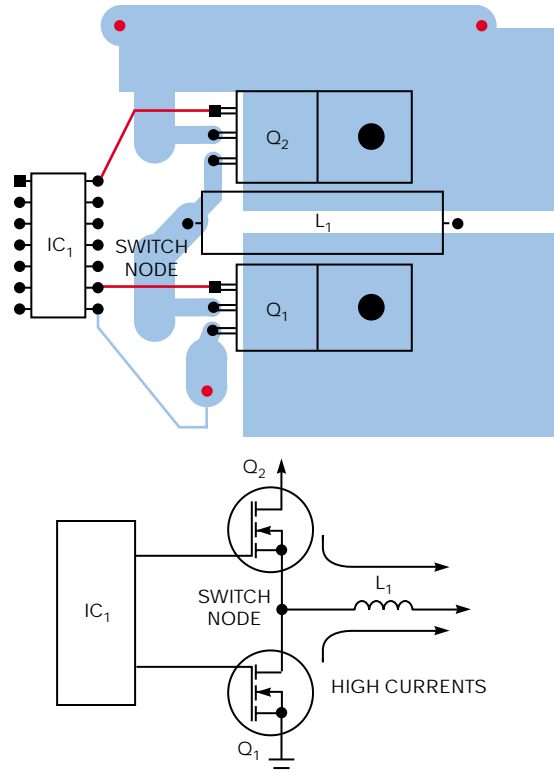 Q2
IC1
L1
SWITCH
NODE
Q1
Q2
IC1
SWITCH
NODE
L1
HIGH CURRENTS
Q1